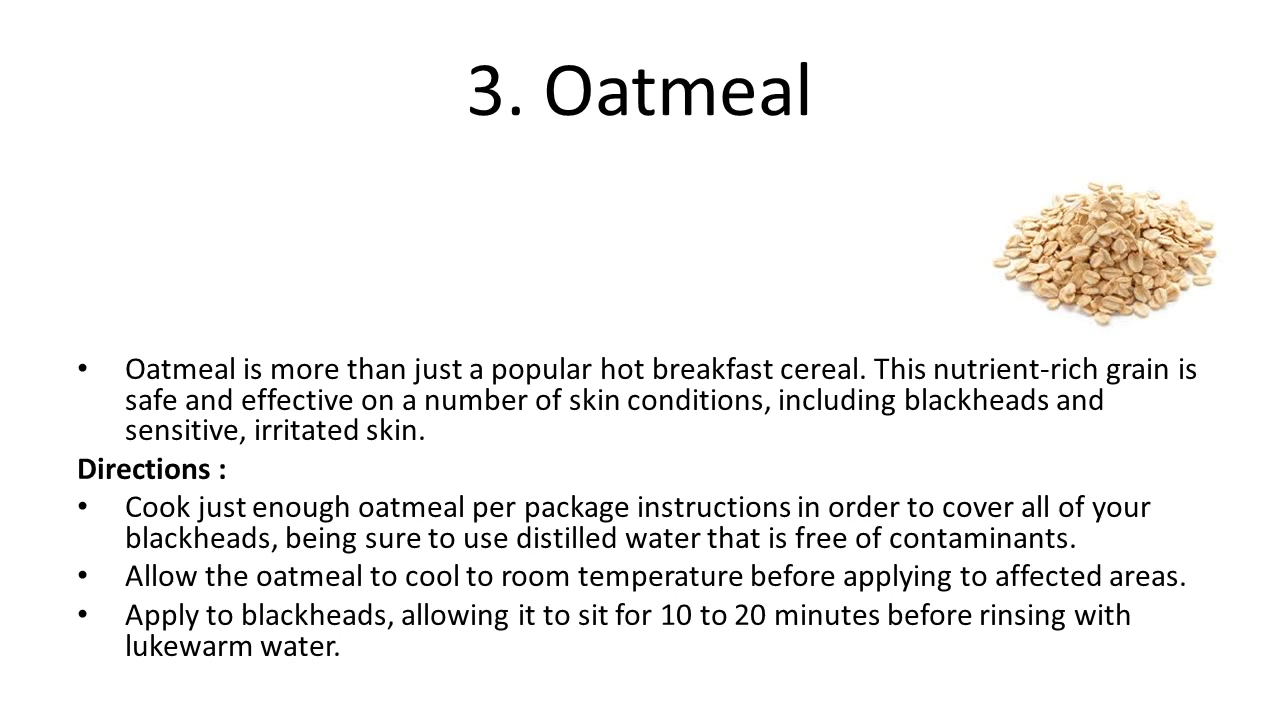 3. Oatmeal
• Oatmeal is more than just a popular hot breakfast cereal. This nutrient-rich grain is
safe and effective on a number of skin conditions, including blackheads and
sensitive, irritated skin.
Directions :
• Cook just enough oatmeal per package instructions in order to cover all of your
blackheads, being sure to use distilled water that is free of contaminants.
• Allow the oatmeal to cool to room temperature before applying to affected areas.
• Apply to blackheads, allowing it to sit for 10 to 20 minutes before rinsing with
lukewarm water.